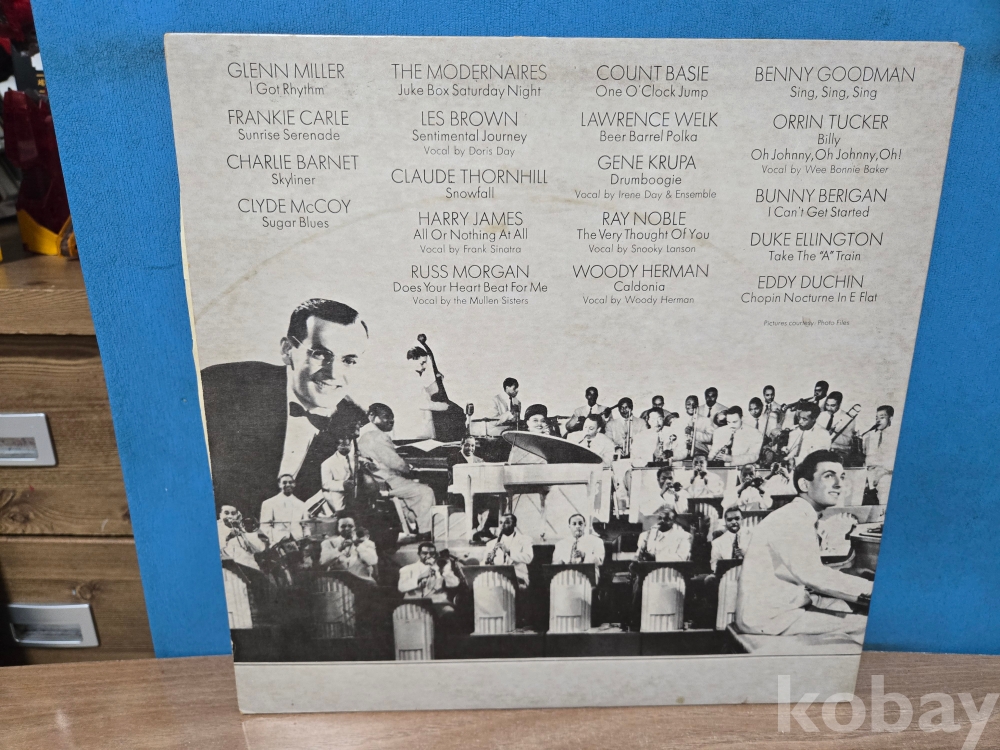 GLENN MILLER
I Got Rhythm
FRANKIE CARLE
Sunrise Serenade
CHARLIE BARNET
Skyliner
CLYDE McCOY
Sugar Blues
THE MODERNAIRES
Juke Box Saturday Night
LES BROWN
Sentimental Journey
Vocal by Doris Day
CLAUDE THORNHILL
Snowfall
HARRY JAMES
All Or Nothing At All
Vocal by Frank Sinatra
RUSS MORGAN
Does Your Heart Beat For Me
Vocal by the Mullen Sisters
COUNT BASIE
One O'Clock Jump
LAWRENCE WELK
Beer Barrel Polka
GENE KRUPA
Drumboogie
Vocal by Irene Day & Ensemble
RAY NOBLE
The Very Thought Of You
Vocal by Snooky Lanson
WOODY HERMAN
Caldonia
Vocal by Woody Herman
BENNY GOODMAN
Sing, Sing, Sing
ORRIN TUCKER
Billy
Oh Johnny, Oh Johnny, Oh!
Vocal by Wee Bonnie Baker
BUNNY BERIGAN
I Can't Get Started
DUKE ELLINGTON
Take The "A" Train
EDDY DUCHIN
Chopin Nocturne In E Flat
Pictures courtesy: Photo Files
kobay